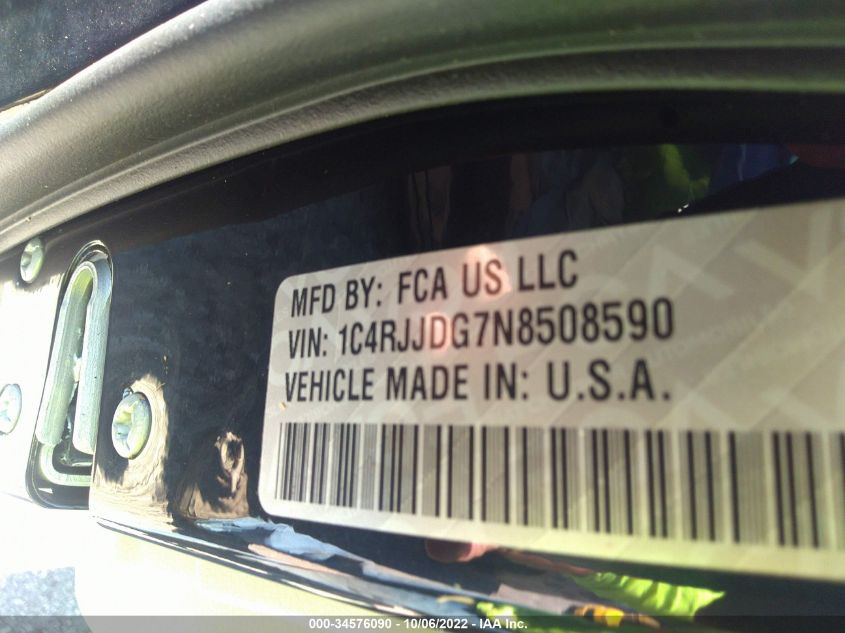 MFD BY: FCA US LLC
VIN: 1C4RJJDG7N8508590
VEHICLE MADE IN: U.S.A.
000-34576090 - 10/06/2022 - IAA Inc.